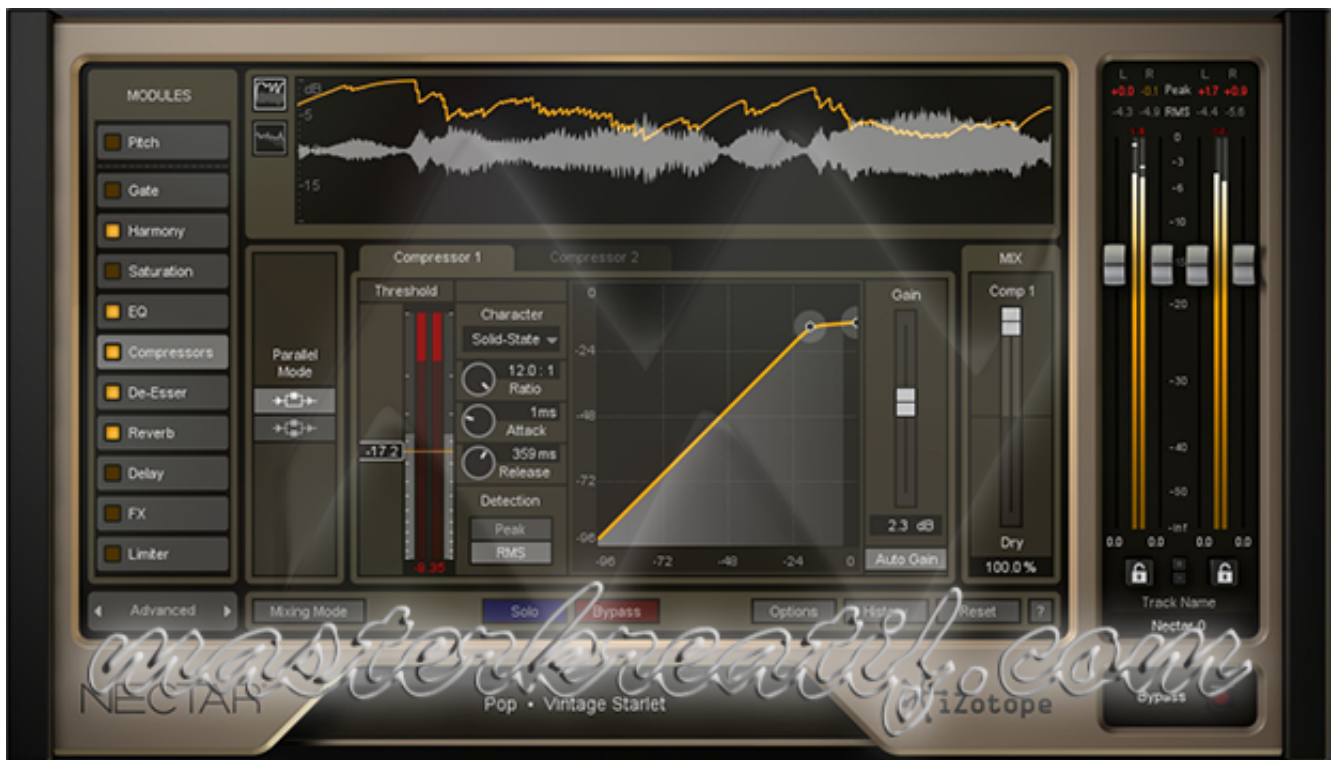 MODULES
Pitch
Gate
Harmony
Saturation
EQ
Compressors
De-Esser
Reverb
Delay
FX
Limiter
Advanced
dB
-5
-15
Compressor 1
Compressor 2
Parallel
Mode
Threshold
-17.2
-9.35
Character
Solid-State
12.0 : 1
Ratio
1ms
Attack
359 ms
Release
Detection
Peak
RMS
0
-24
-48
-72
-96
-96 -72 -48 -24 0
Gain
2.3 dB
Auto Gain
MIX
Comp 1
Dry
100.0 %
Mixing Mode
Solo
Bypass
Options
Reset
?
L R L R
+0.0 -0.1 Peak +1.7 +0.9
-4.3 -4.9 RMS -4.4 -5.6
0
-3
-6
-10
-15
-20
-30
-40
-50
-Inf
0.0 0.0 0.0 0.0
Track Name
Nectar 0
masterkreatif.com
NECTAR
Pop • Vintage Starlet
iZotope
Bypass